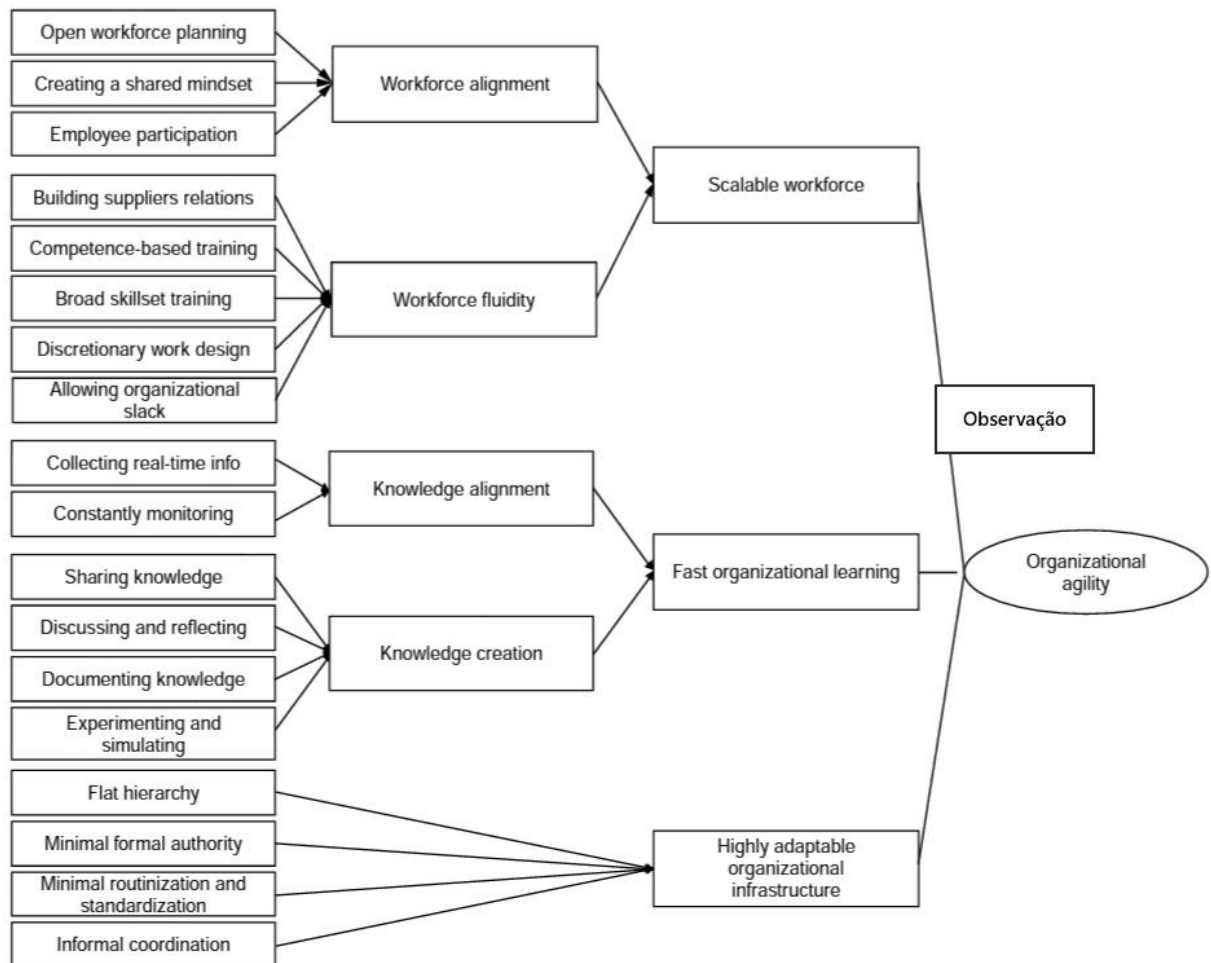 Open workforce planning
Creating a shared mindset
Employee participation
Workforce alignment
Building suppliers relations
Competence-based training
Broad skillset training
Discretionary work design
Allowing organizational
slack
Workforce fluidity
Scalable workforce
Observação
Collecting real-time info
Constantly monitoring
Knowledge alignment
Sharing knowledge
Discussing and reflecting
Documenting knowledge
Experimenting and
simulating
Knowledge creation
Fast organizational learning
Organizational
agility
Flat hierarchy
Minimal formal authority
Minimal routinization and
standardization
Informal coordination
Highly adaptable
organizational
infrastructure